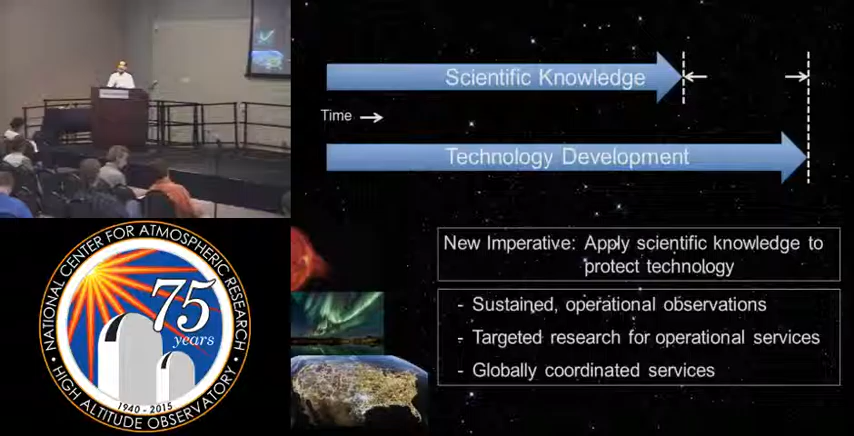 Scientific Knowledge
Time
Technology Development
New Imperative: Apply scientific knowledge to
protect technology
- Sustained, operational observations
- Targeted research for operational services
- Globally coordinated services
NATIONAL CENTER FOR ATMOSPHERIC RESEARCH
75
years
1940 - 2015
HIGH ALTITUDE OBSERVATORY